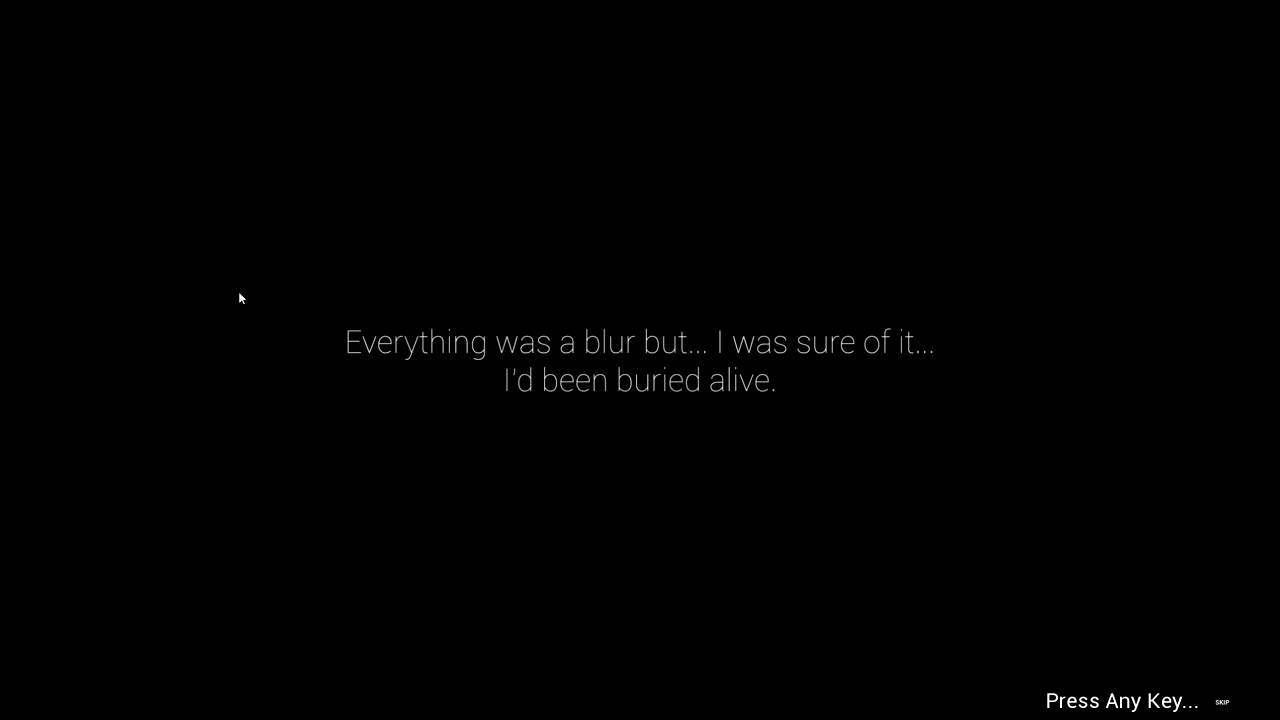 Everything was a blur but... I was sure of it...
I'd been buried alive.
Press Any Key... SKIP